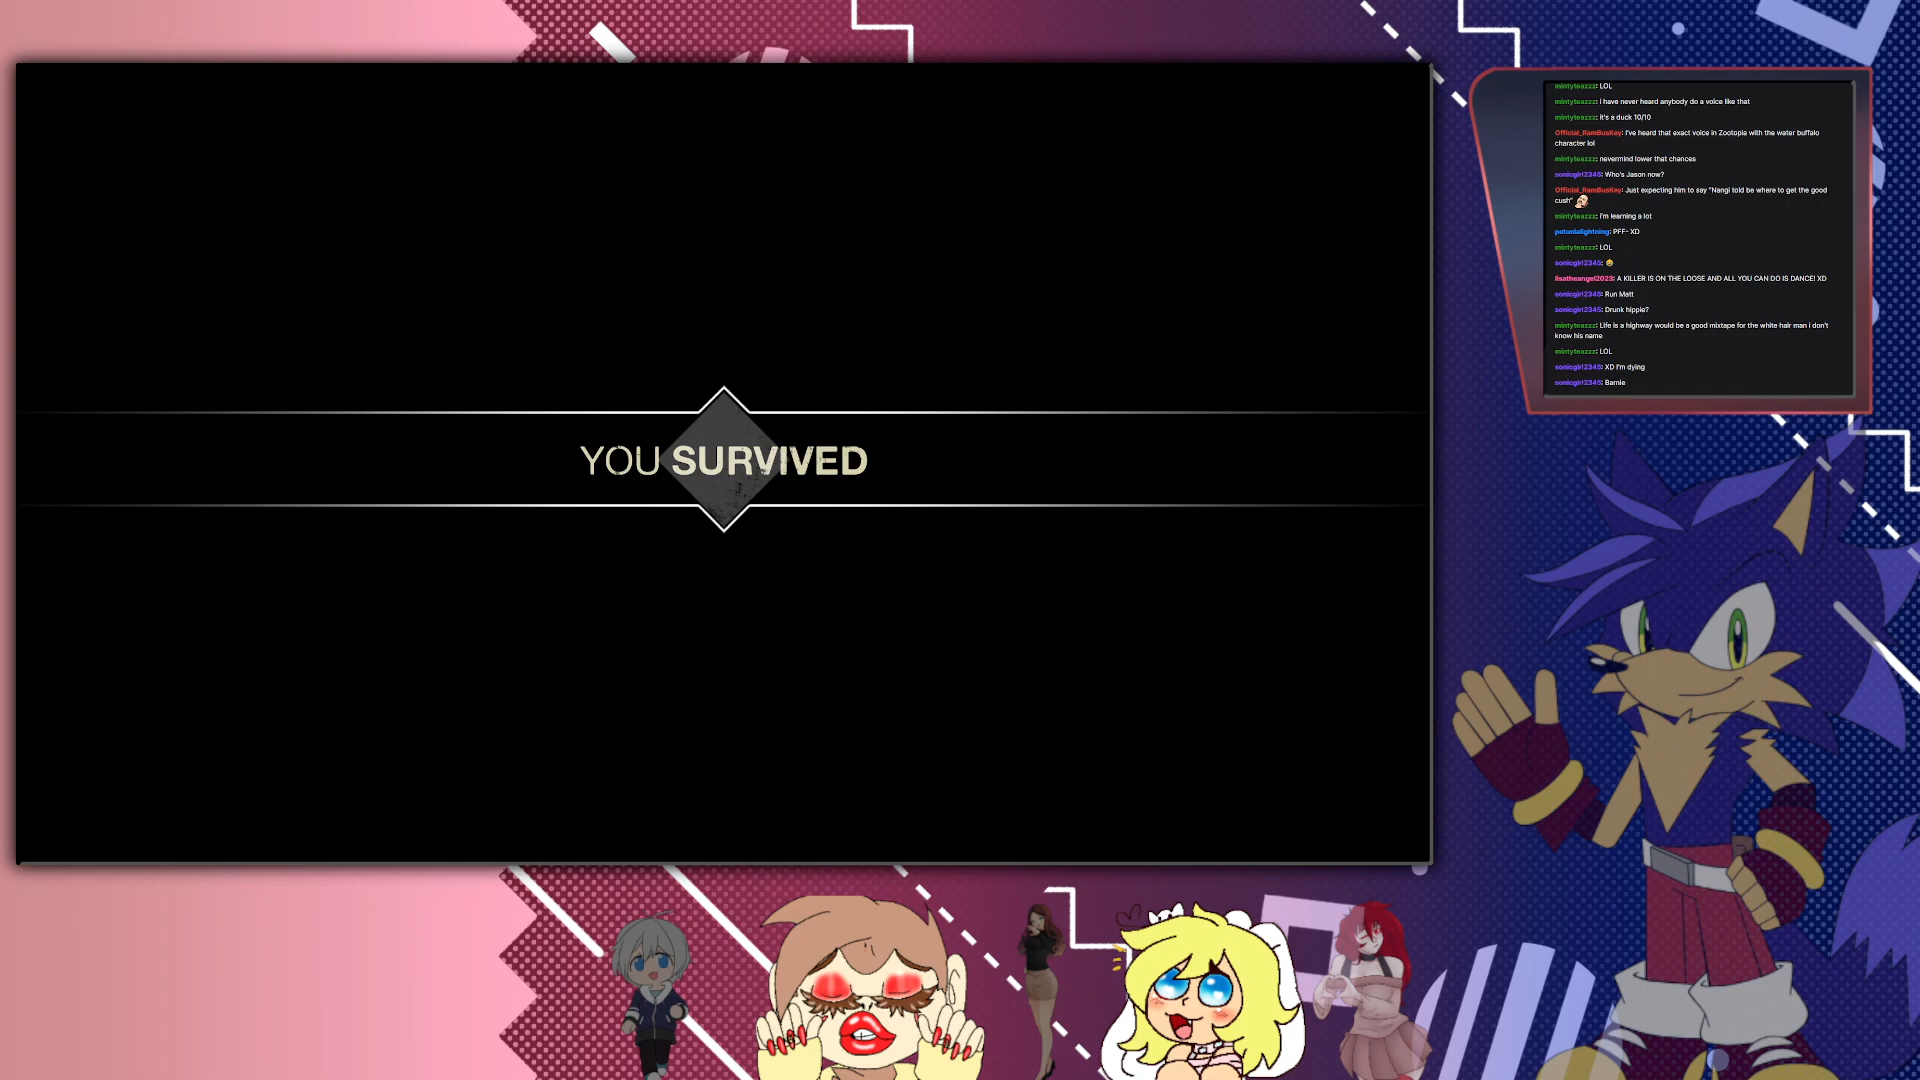 YOU SURVIVED
mintyteazzz: LOL
mintyteazzz: i have never heard anybody do a voice like that
mintyteazzz: it's a duck 10/10
Official_RamBusKey: I've heard that exact voice in Zootopia with the water buffalo
character lol
mintyteazzz: nevermind lower that chances
sonicgirl2345: Who's Jason now?
Official_RamBusKey: Just expecting him to say "Nangi told be where to get the good
cush"
mintyteazzz: i'm learning a lot
petunialightning: PFF- XD
mintyteazzz: LOL
sonicgirl2345:
lisatheangel2023: A KILLER IS ON THE LOOSE AND ALL YOU CAN DO IS DANCE! XD
sonicgirl2345: Run Matt
sonicgirl2345: Drunk hippie?
mintyteazzz: Life is a highway would be a good mixtape for the white hair man i don't
know his name
mintyteazzz: LOL
sonicgirl2345: XD I'm dying
sonicgirl2345: Barnie